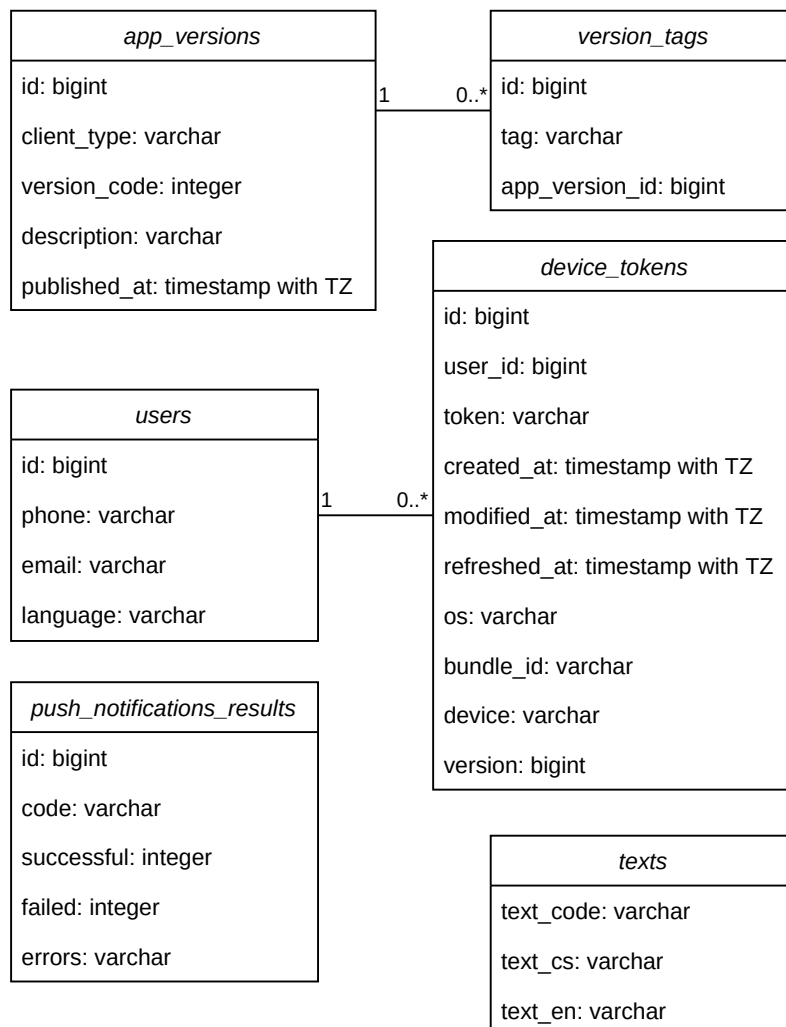 app_versions
id: bigint
client_type: varchar
version_code: integer
description: varchar
published_at: timestamp with TZ
1
0..*
version_tags
id: bigint
tag: varchar
app_version_id: bigint
device_tokens
id: bigint
user_id: bigint
token: varchar
created_at: timestamp with TZ
modified_at: timestamp with TZ
refreshed_at: timestamp with TZ
os: varchar
bundle_id: varchar
device: varchar
version: bigint
users
id: bigint
phone: varchar
email: varchar
language: varchar
1
0..*
push_notifications_results
id: bigint
code: varchar
successful: integer
failed: integer
errors: varchar
texts
text_code: varchar
text_cs: varchar
text_en: varchar